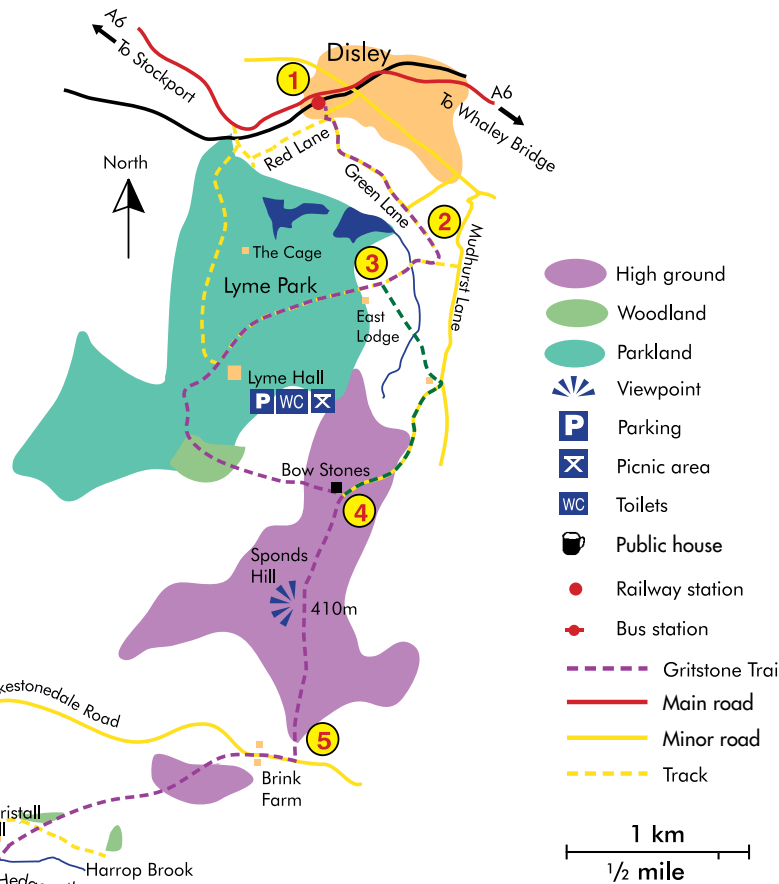 A6
To Stockport
Disley
1
A6
To Whaley Bridge
Red Lane
North
Green Lane
2
Mudhurst Lane
The Cage
3
Lyme Park
East
Lodge
Lyme Hall
P WC
Bow Stones
4
Sponds
Hill
410m
kestonedale Road
5
Brink
Farm
ristall
ll
Harrop Brook
High ground
Woodland
Parkland
Viewpoint
P Parking
Picnic area
WC Toilets
Public house
Railway station
Bus station
Gritstone Trai
Main road
Minor road
Track
1 km
1/2 mile